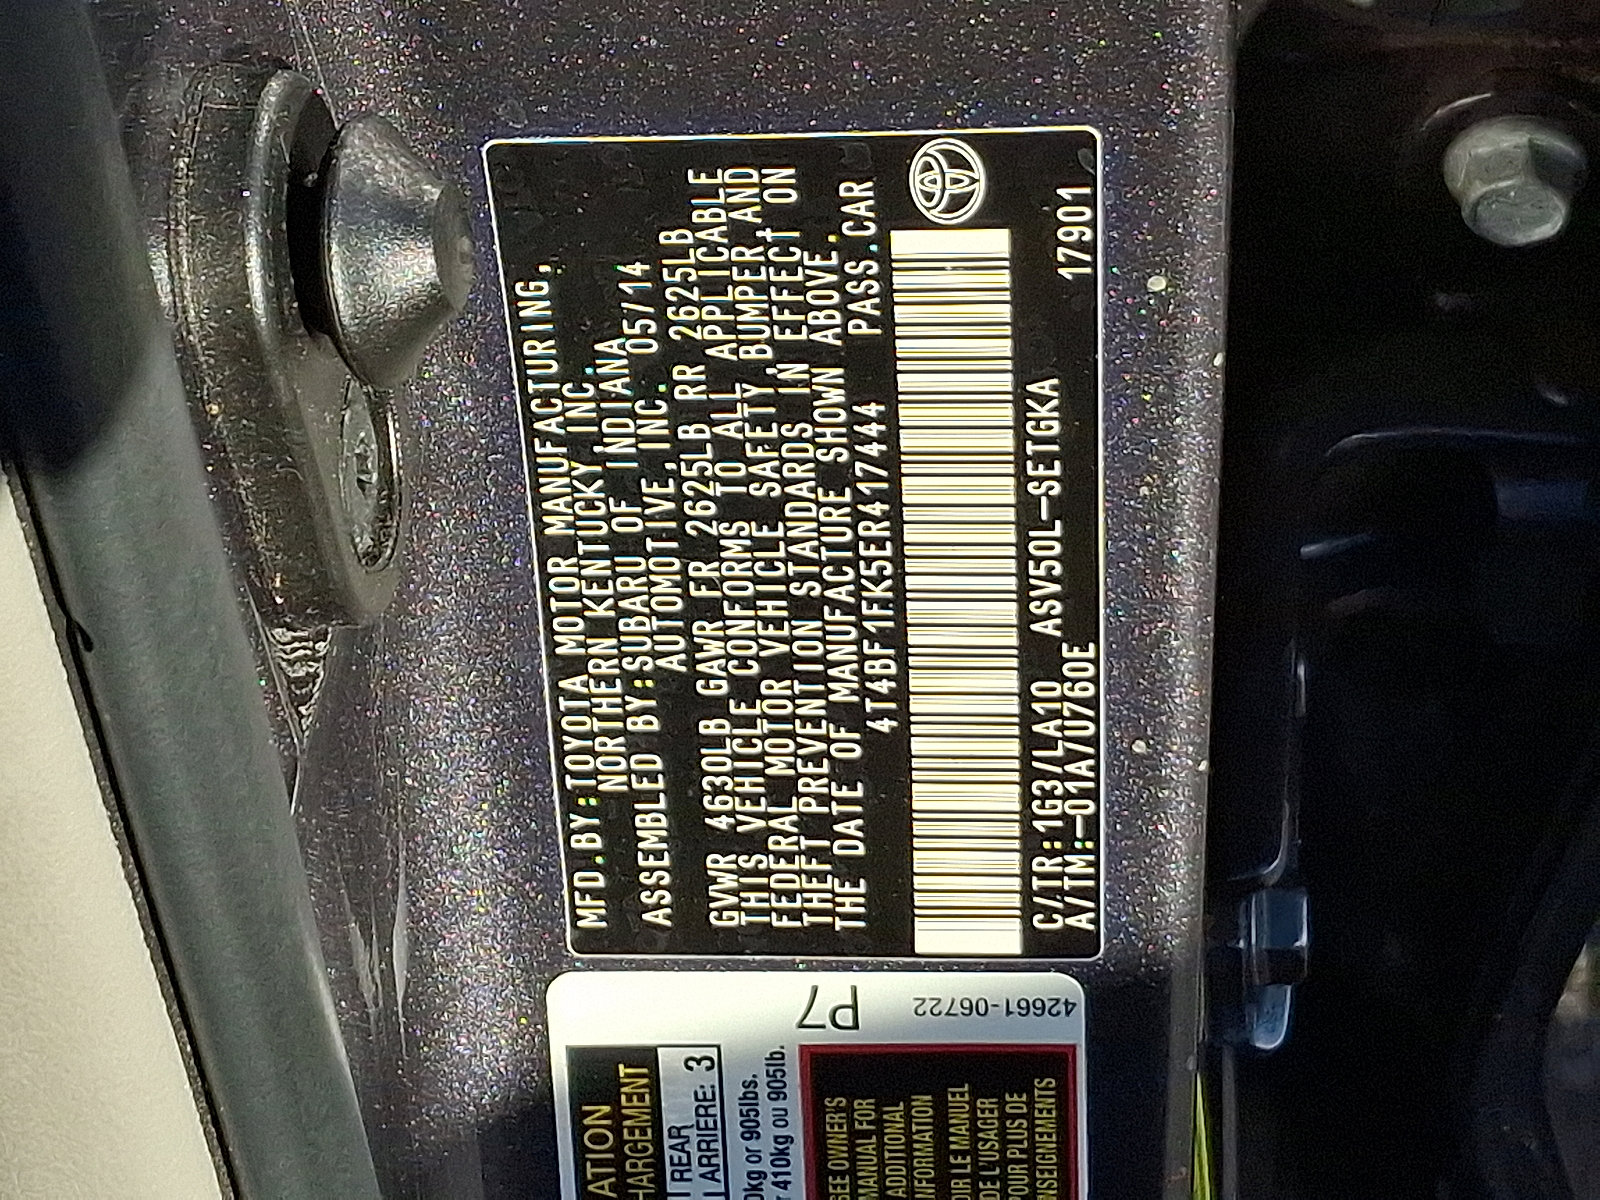 MFD.BY:TOYOTA MOTOR MANUFACTURING,
NORTHERN KENTUCKY,INC.
ASSEMBLED BY:SUBARU OF INDIANA
AUTOMOTIVE,INC. 05/14
GVWR 4630LB GAWR FR 2625LB RR 2625LB
THIS VEHICLE CONFORMS TO ALL APPLICABLE
FEDERAL MOTOR VEHICLE SAFETY,BUMPER,AND
THEFT PREVENTION STANDARDS IN EFFECT ON
THE DATE OF MANUFACTURE SHOWN ABOVE.
4T4BF1FK5ER417444 PASS.CAR
C/TR:1G3/LA10 ASV50L-SETGKA
A/TM:-01A/U760E 17901
P7
42661-06722
ATION
HARGEMENT
REAR
ARRIERE: 3
0kg or 905lbs.
410kg ou 905lb.
SEE OWNER'S
MANUAL FOR
ADDITIONAL
INFORMATION
OIR LE MANUEL
DE L'USAGER
POUR PLUS DE
NSEIGNEMENTS